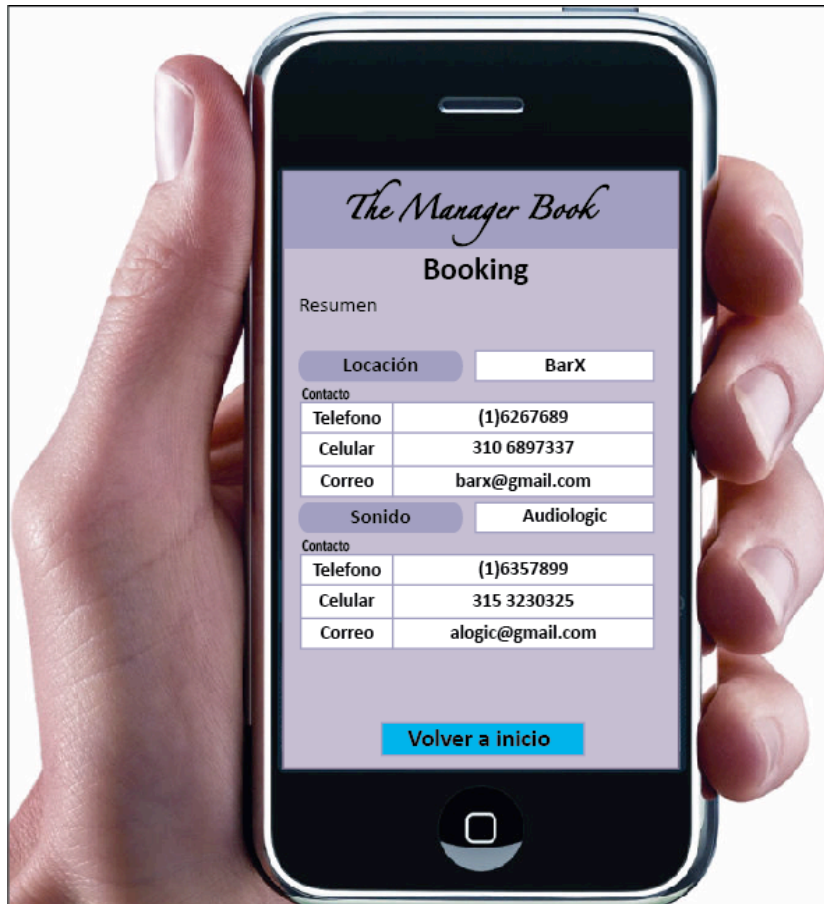 The Manager Book
Booking
Resumen
Locación BarX
Contacto
Telefono (1)6267689
Celular 310 6897337
Correo barx@gmail.com
Sonido Audiologic
Contacto
Telefono (1)6357899
Celular 315 3230325
Correo alogic@gmail.com
Volver a inicio